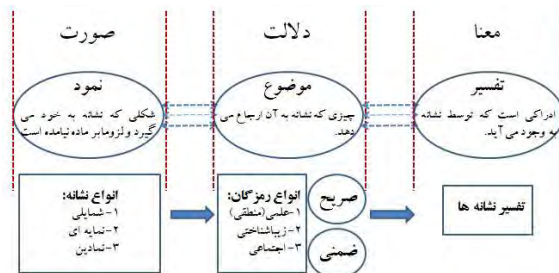 صورت
دلالت
معنا
نمود
شکلی که نشانه به خود می
گیرد و لزوما بر ماده نیامده است
موضوع
چیزی که نشانه به آن ارجاع می
دهد.
تفسیر
ادراکی است که توسط نشانه
به وجود می آید.
انواع نشانه:
۱-شمایلی
۲-نمایه ای
۳-نمادین
انواع رمزگان:
۱-علمی(منطقی)
۲-زیباشناختی
۳-اجتماعی
صریح
ضمنی
تفسیر نشانه ها